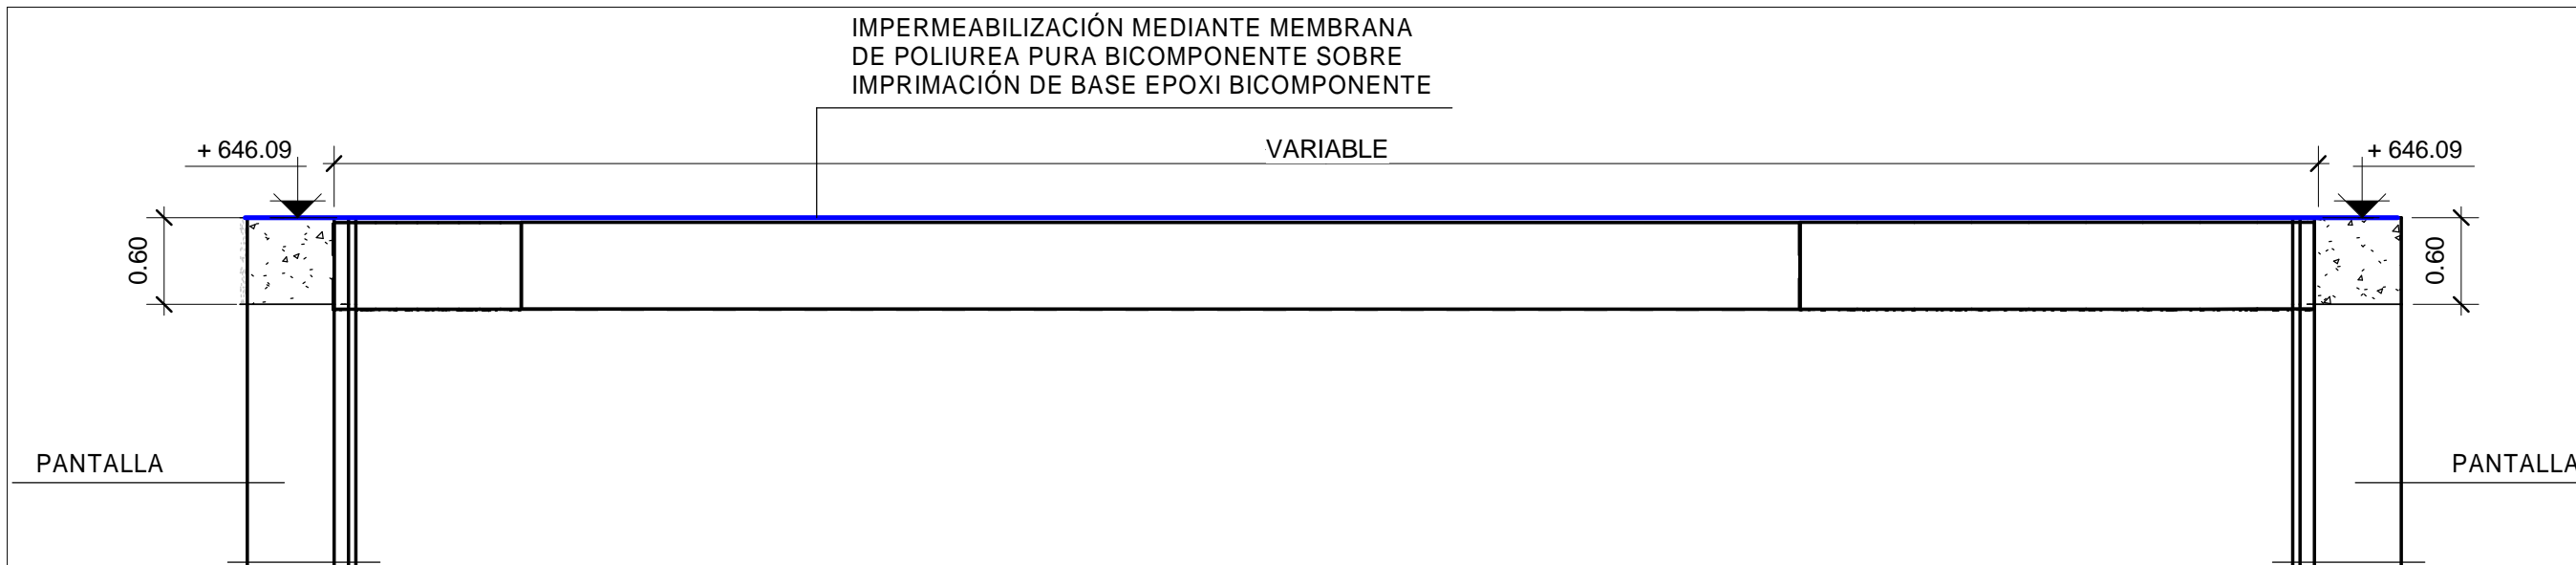 IMPERMEABILIZACIÓN MEDIANTE MEMBRANA
DE POLIUREA PURA BICOMPONENTE SOBRE
IMPRIMACIÓN DE BASE EPOXI BICOMPONENTE
+ 646.09
VARIABLE
+ 646.09
0.60
0.60
PANTALLA
PANTALLA